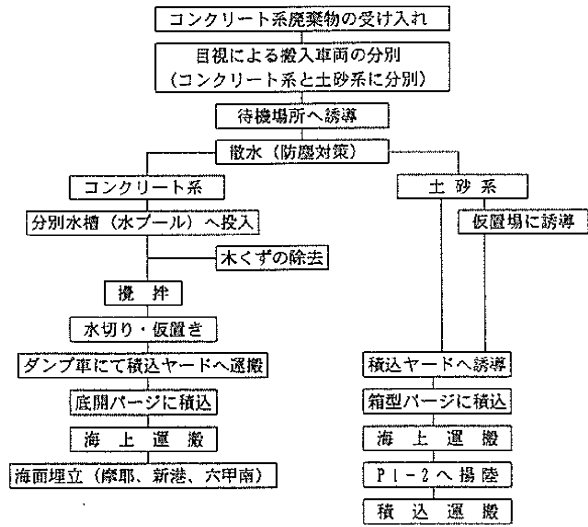 コンクリート系廃棄物の受け入れ
目視による搬入車両の分別
(コンクリート系と土砂系に分別)
待機場所へ誘導
散水(防塵対策)
コンクリート系
分別水槽(水プール)へ投入
木くずの除去
攪拌
水切り・仮置き
ダンプ車にて積込ヤードへ運搬
底開バージに積込
海上運搬
海面埋立(摩耶、新港、六甲南)
土砂系
仮置場に誘導
積込ヤードへ誘導
箱型バージに積込
海上運搬
PI-2へ揚陸
積込運搬